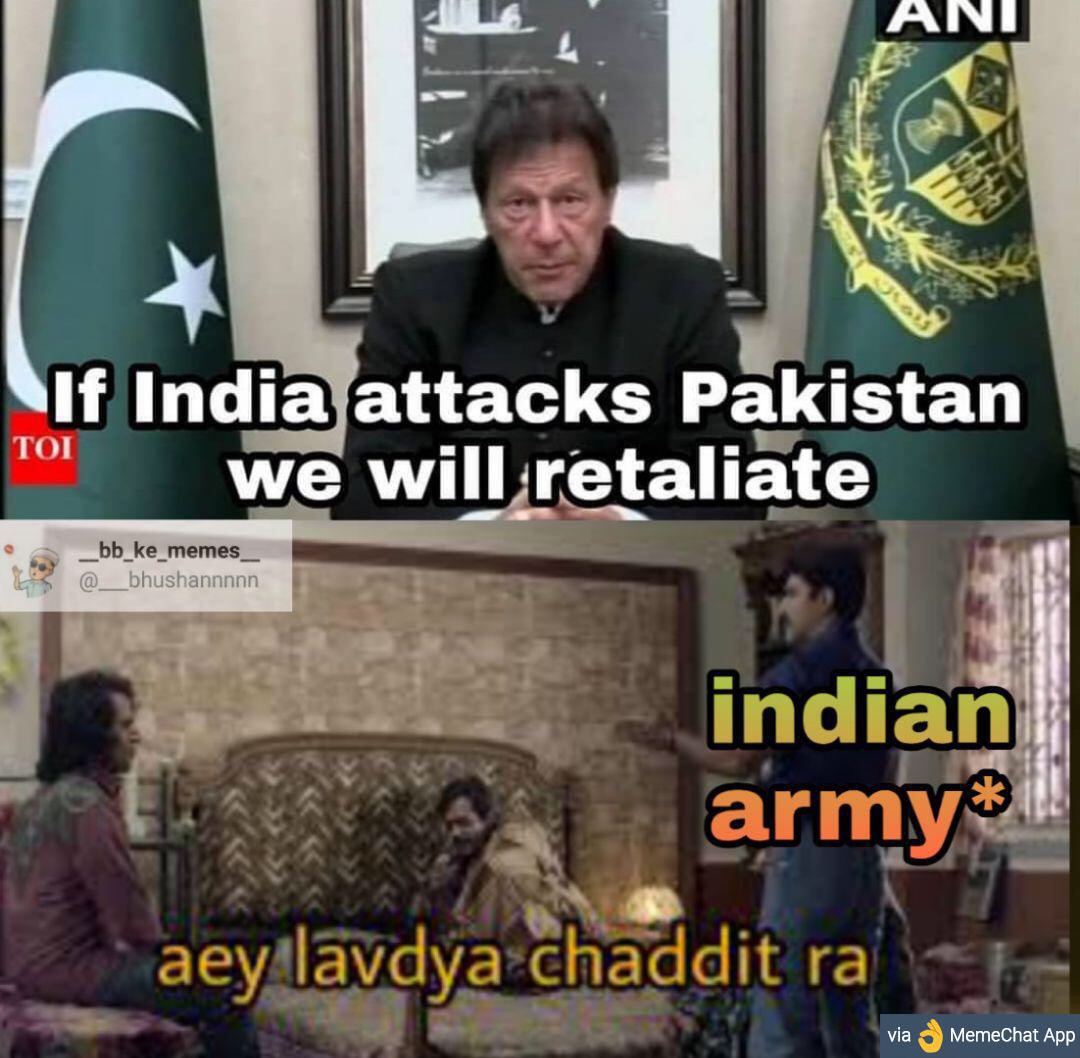 ANI
If India attacks Pakistan
TOI
we will retaliate
__bb_ke_memes__
@___bhushannnnn
indian
army*
aey lavdya chaddit ra
via 👌 MemeChat App